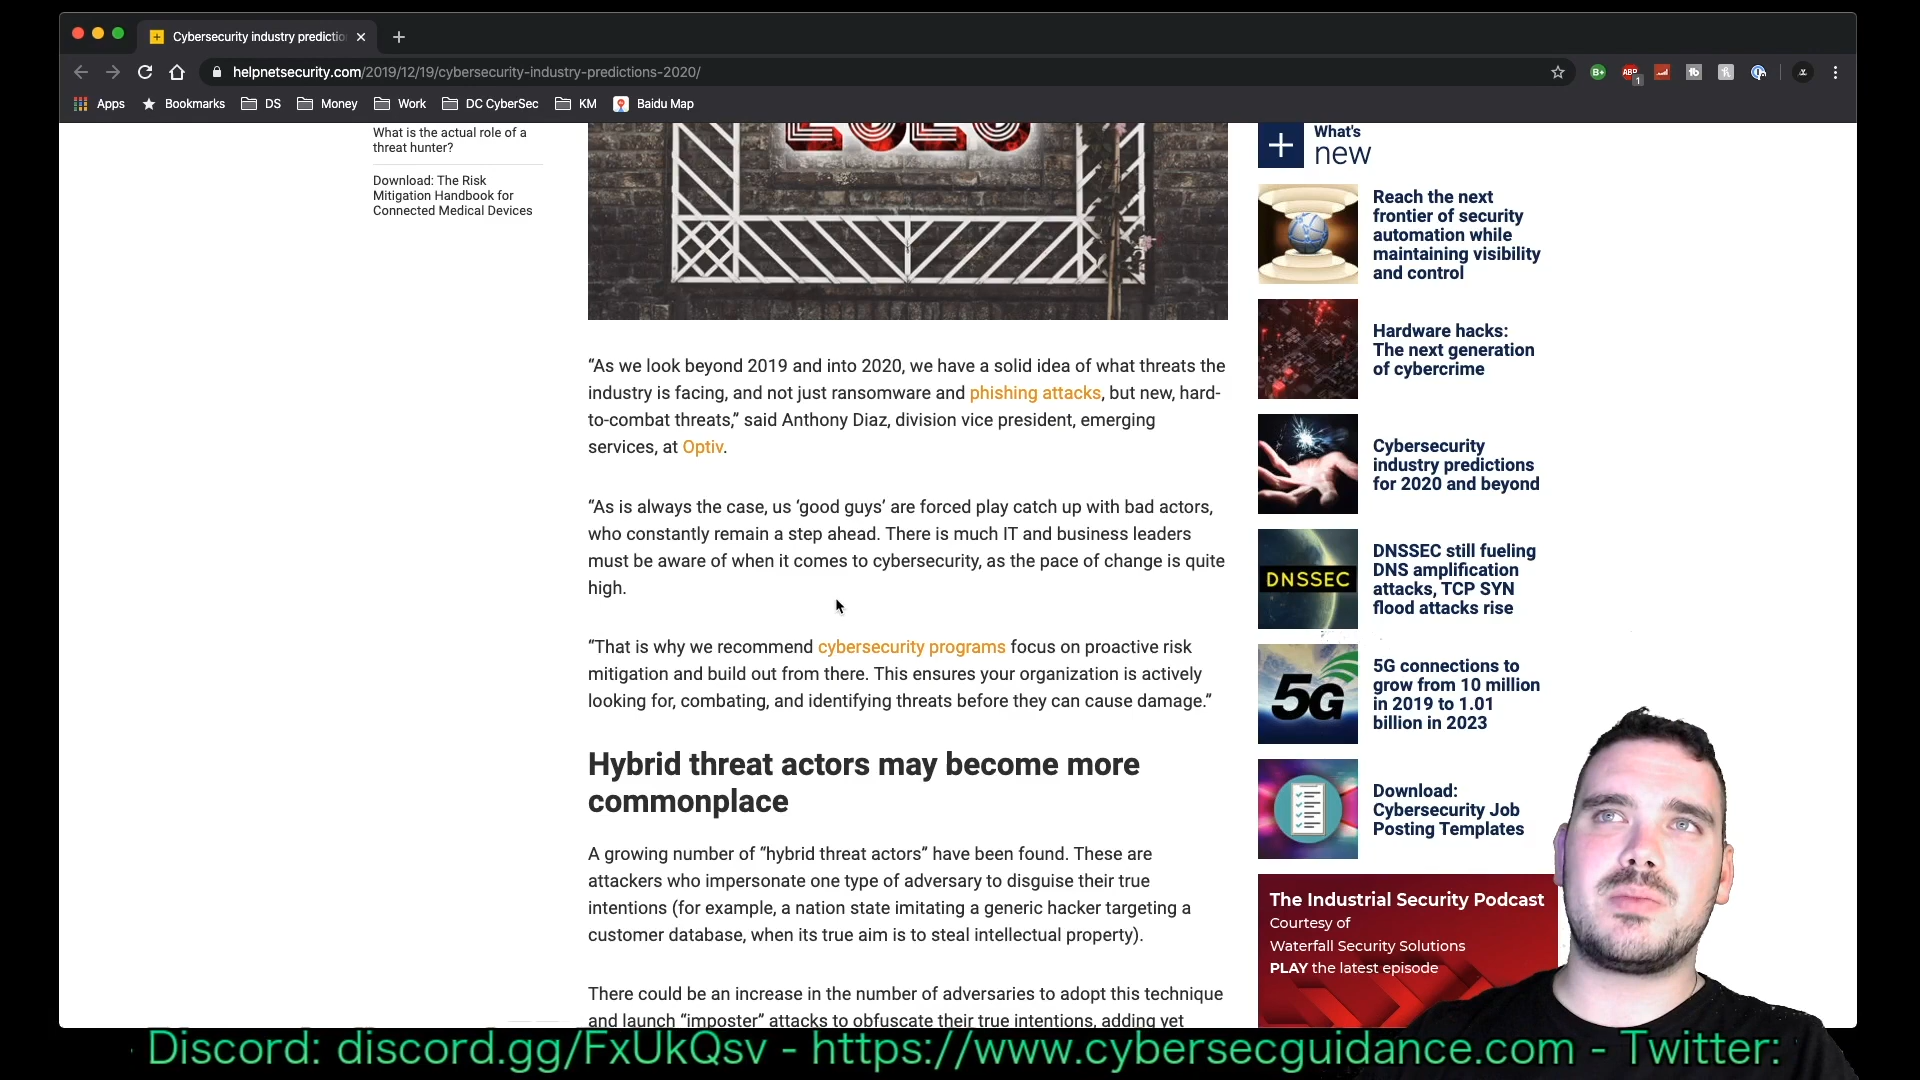 Cybersecurity industry predictio
helpnetsecurity.com/2019/12/19/cybersecurity-industry-predictions-2020/
ABP
1
Apps
Bookmarks
DS
Money
Work
DC CyberSec
KM
Baidu Map
What is the actual role of a
threat hunter?
Download: The Risk
Mitigation Handbook for
Connected Medical Devices
2020
“As we look beyond 2019 and into 2020, we have a solid idea of what threats the
industry is facing, and not just ransomware and phishing attacks, but new, hard-
to-combat threats,” said Anthony Diaz, division vice president, emerging
services, at Optiv.
“As is always the case, us ‘good guys’ are forced play catch up with bad actors,
who constantly remain a step ahead. There is much IT and business leaders
must be aware of when it comes to cybersecurity, as the pace of change is quite
high.
“That is why we recommend cybersecurity programs focus on proactive risk
mitigation and build out from there. This ensures your organization is actively
looking for, combating, and identifying threats before they can cause damage.”
Hybrid threat actors may become more
commonplace
A growing number of “hybrid threat actors” have been found. These are
attackers who impersonate one type of adversary to disguise their true
intentions (for example, a nation state imitating a generic hacker targeting a
customer database, when its true aim is to steal intellectual property).
There could be an increase in the number of adversaries to adopt this technique
and launch “imposter” attacks to obfuscate their true intentions, adding yet
What's
new
Reach the next
frontier of security
automation while
maintaining visibility
and control
Hardware hacks:
The next generation
of cybercrime
Cybersecurity
industry predictions
for 2020 and beyond
DNSSEC
DNSSEC still fueling
DNS amplification
attacks, TCP SYN
flood attacks rise
5G
5G connections to
grow from 10 million
in 2019 to 1.01
billion in 2023
Download:
Cybersecurity Job
Posting Templates
The Industrial Security Podcast
Courtesy of
Waterfall Security Solutions
PLAY the latest episode
Discord: discord.gg/FxUkQsv - https://www.cybersecguidance.com - Twitter: